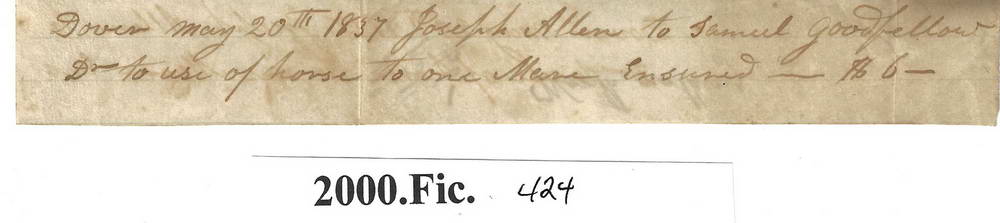 Dover may 20th 1837 Joseph Allen to Samuel Goodfellow
Dr to use of horse to one Mare Ensured — $ 6 —
2000.Fic. 424